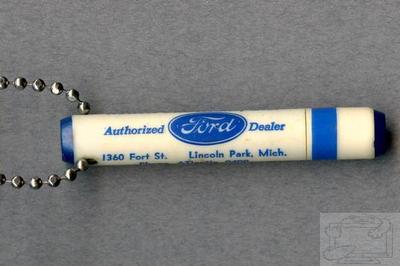 Authorized Ford Dealer
1360 Fort St. Lincoln Park, Mich.